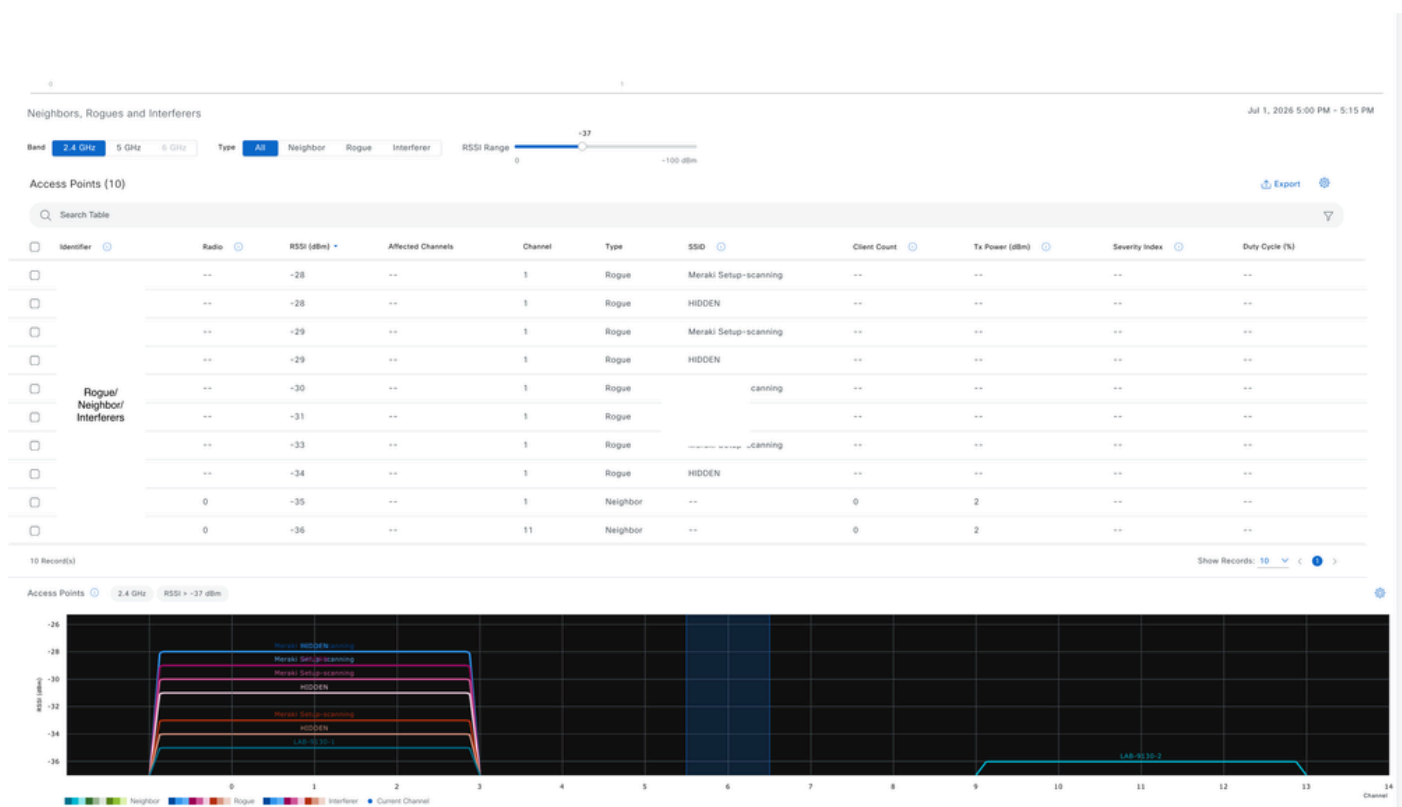 Neighbors, Rogues and Interferers
Jul 1, 2026 5:00 PM - 5:15 PM
-37
Band 2.4 GHz 5 GHz 6 GHz Type All Neighbor Rogue Interferer RSSI Range
0 -100 dBm
Access Points (10) Export
Search Table
Identifier Radio RSSI (dBm) Affected Channels Channel Type SSID Client Count Tx Power (dBm) Severity Index Duty Cycle (%)
-- -28 -- 1 Rogue Meraki Setup-scanning -- -- -- --
-- -28 -- 1 Rogue HIDDEN -- -- -- --
-- -29 -- 1 Rogue Meraki Setup-scanning -- -- -- --
-- -29 -- 1 Rogue HIDDEN -- -- -- --
-- -30 -- 1 Rogue canning -- -- -- --
Rogue/
Neighbor/
Interferers
-- -31 -- 1 Rogue -- -- -- --
-- -33 -- 1 Rogue canning -- -- -- --
-- -34 -- 1 Rogue HIDDEN -- -- -- --
0 -35 -- 1 Neighbor -- 0 2 -- --
0 -36 -- 11 Neighbor -- 0 2 -- --
10 Record(s) Show Records: 10 1
Access Points 2.4 GHz RSSI > -37 dBm
-26
-28
-30
-32
-34
-36
RSSI (dBm)
HIDDEN
Meraki Setup-scanning
Meraki Setup-scanning
HIDDEN
Meraki Setup-scanning
HIDDEN
LAB-9130-1
LAB-9130-2
0 1 2 3 4 5 6 7 8 9 10 11 12 13 14
Channel
Neighbor Rogue Interferer Current Channel